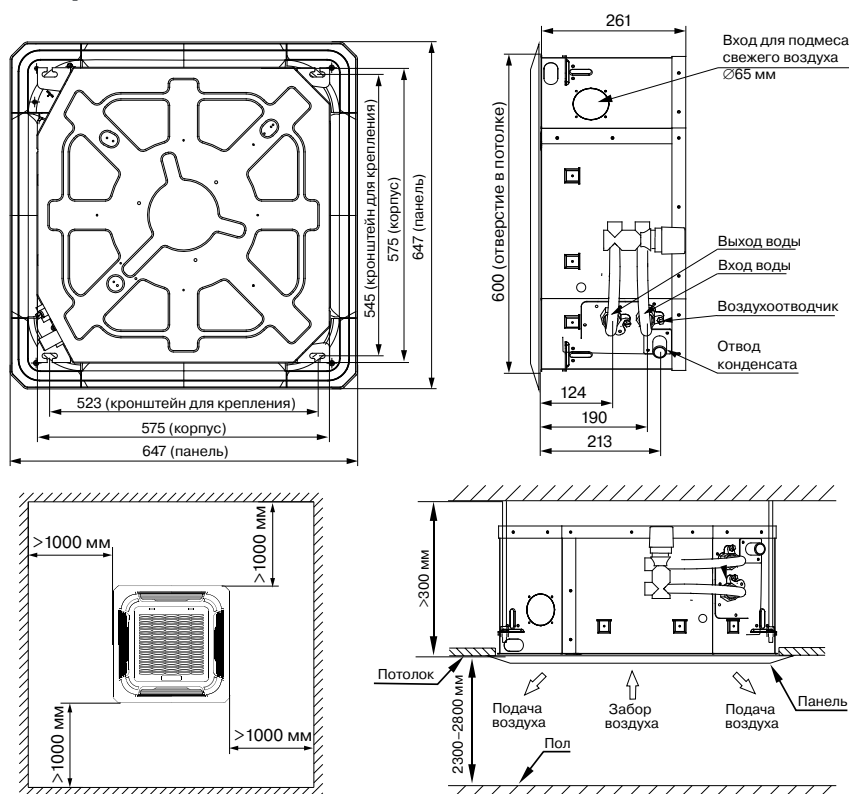 545 (кронштейн для крепления)
575 (корпус)
647 (панель)
523 (кронштейн для крепления)
575 (корпус)
647 (панель)
261
Вход для подмеса
свежего воздуха
∅65 мм
600 (отверстие в потолке)
Выход воды
Вход воды
Воздухоотводчик
Отвод
конденсата
124
190
213
>1000 мм
>1000 мм
>1000 мм
>1000 мм
>300 мм
Потолок
2300–2800 мм
Подача
воздуха
Забор
воздуха
Подача
воздуха
Панель
Пол